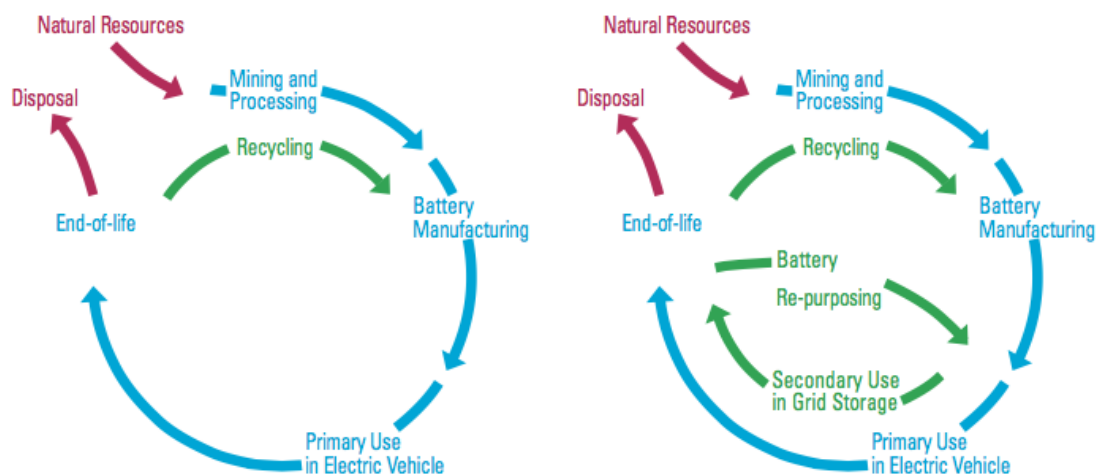 Natural Resources
Disposal
Mining and
Processing
Recycling
End-of-life
Battery
Manufacturing
Primary Use
in Electric Vehicle
Natural Resources
Disposal
Mining and
Processing
Recycling
End-of-life
Battery
Manufacturing
Battery
Re-purposing
Secondary Use
in Grid Storage
Primary Use
in Electric Vehicle